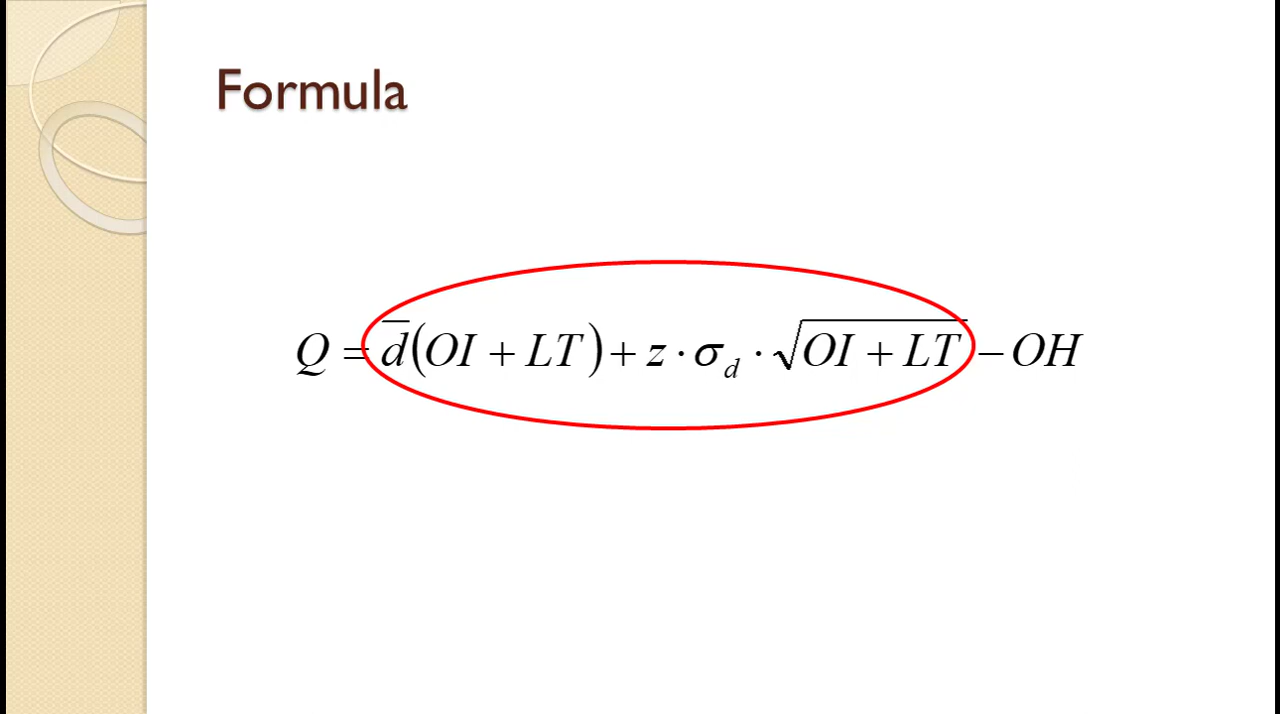 Formula
Q = d̅(OI + LT) + z · σ_d · √(OI + LT) − OH